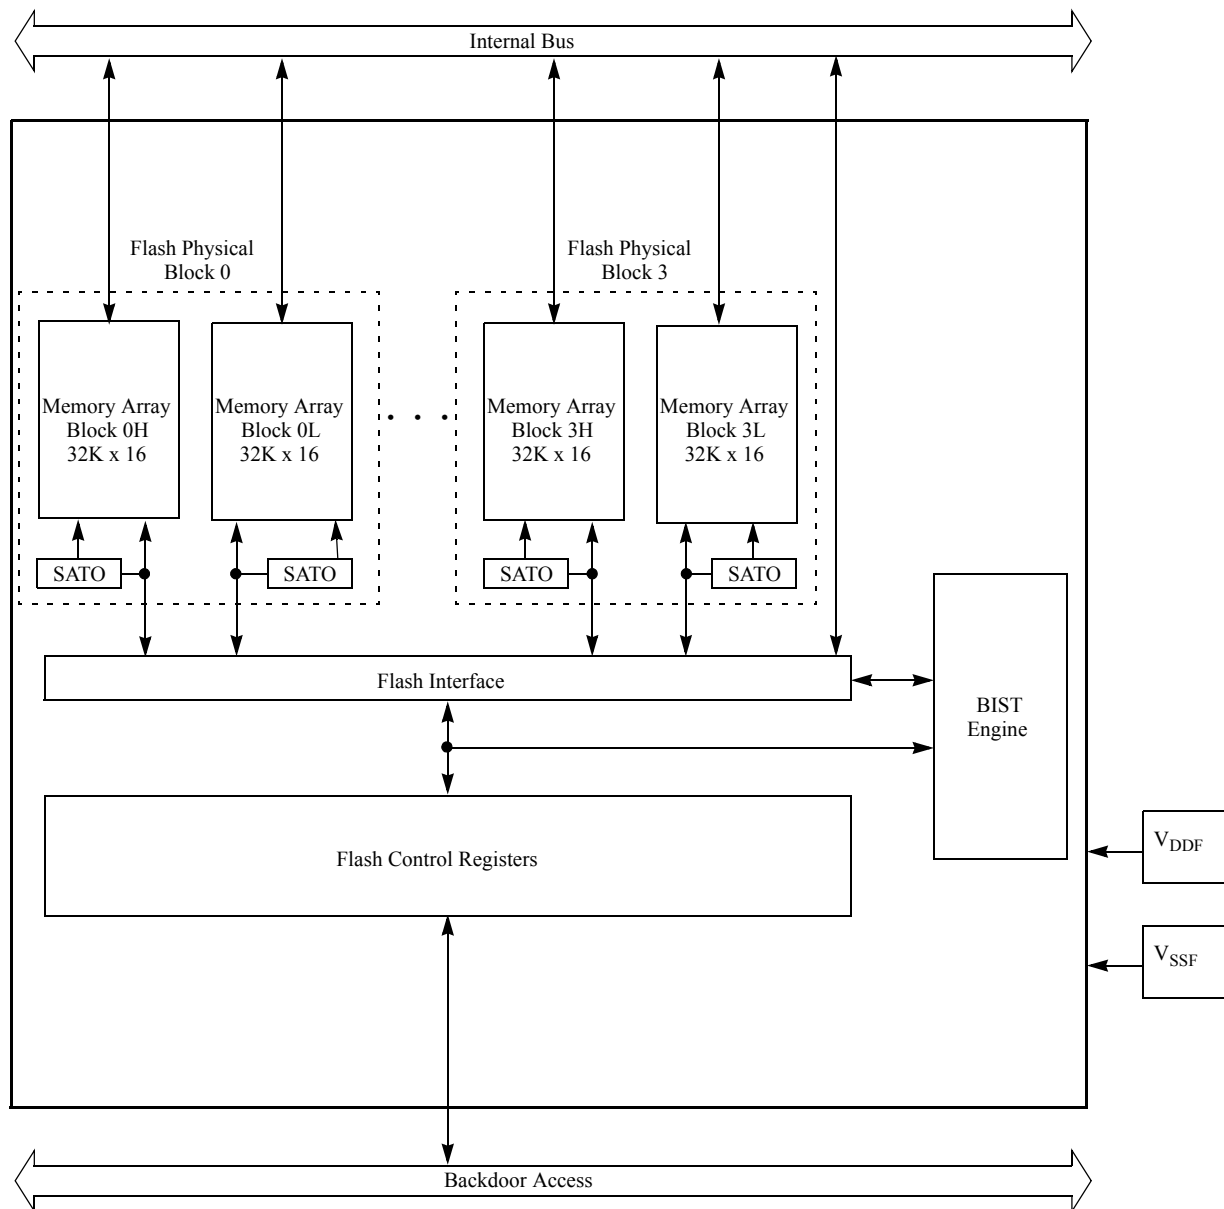 Internal Bus
Flash Physical
Block 0
Flash Physical
Block 3
Memory Array
Block 0H
32K x 16
Memory Array
Block 0L
32K x 16
. . .
Memory Array
Block 3H
32K x 16
Memory Array
Block 3L
32K x 16
SATO
SATO
SATO
SATO
Flash Interface
BIST
Engine
Flash Control Registers
VDDF
VSSF
Backdoor Access